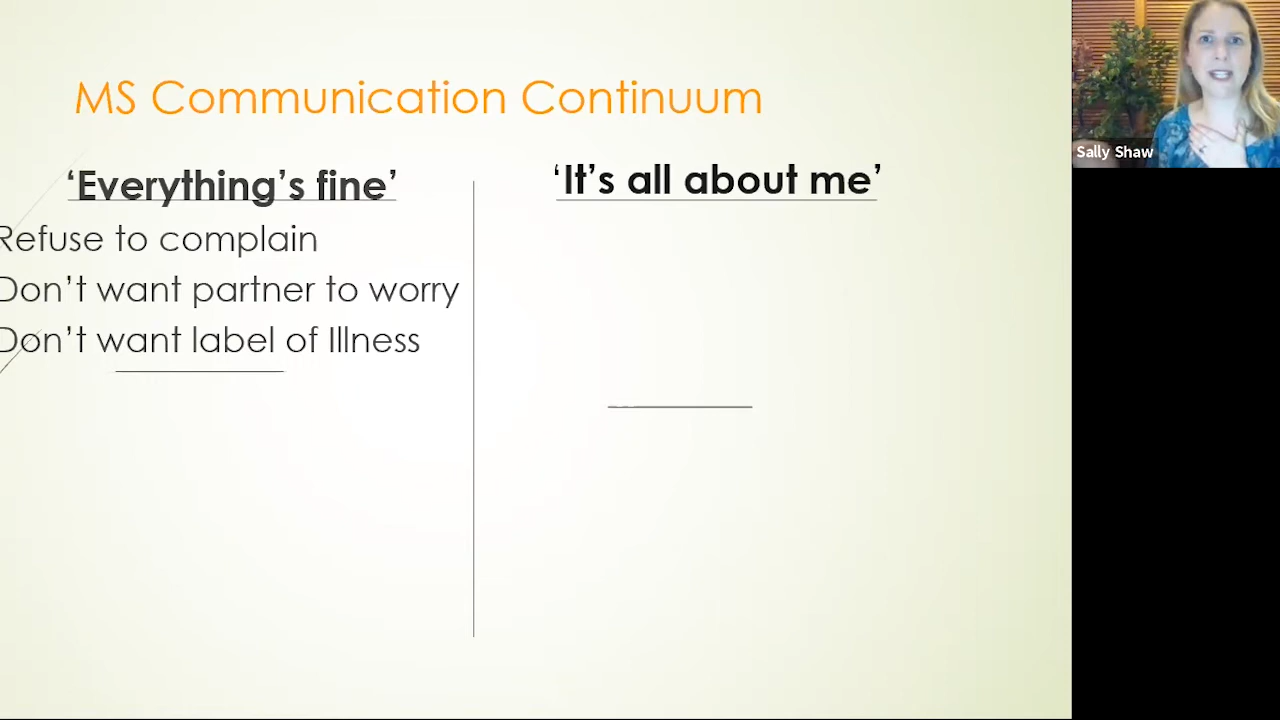 MS Communication Continuum
‘Everything’s fine’
Refuse to complain
Don’t want partner to worry
Don’t want label of Illness
‘It’s all about me’
Sally Shaw